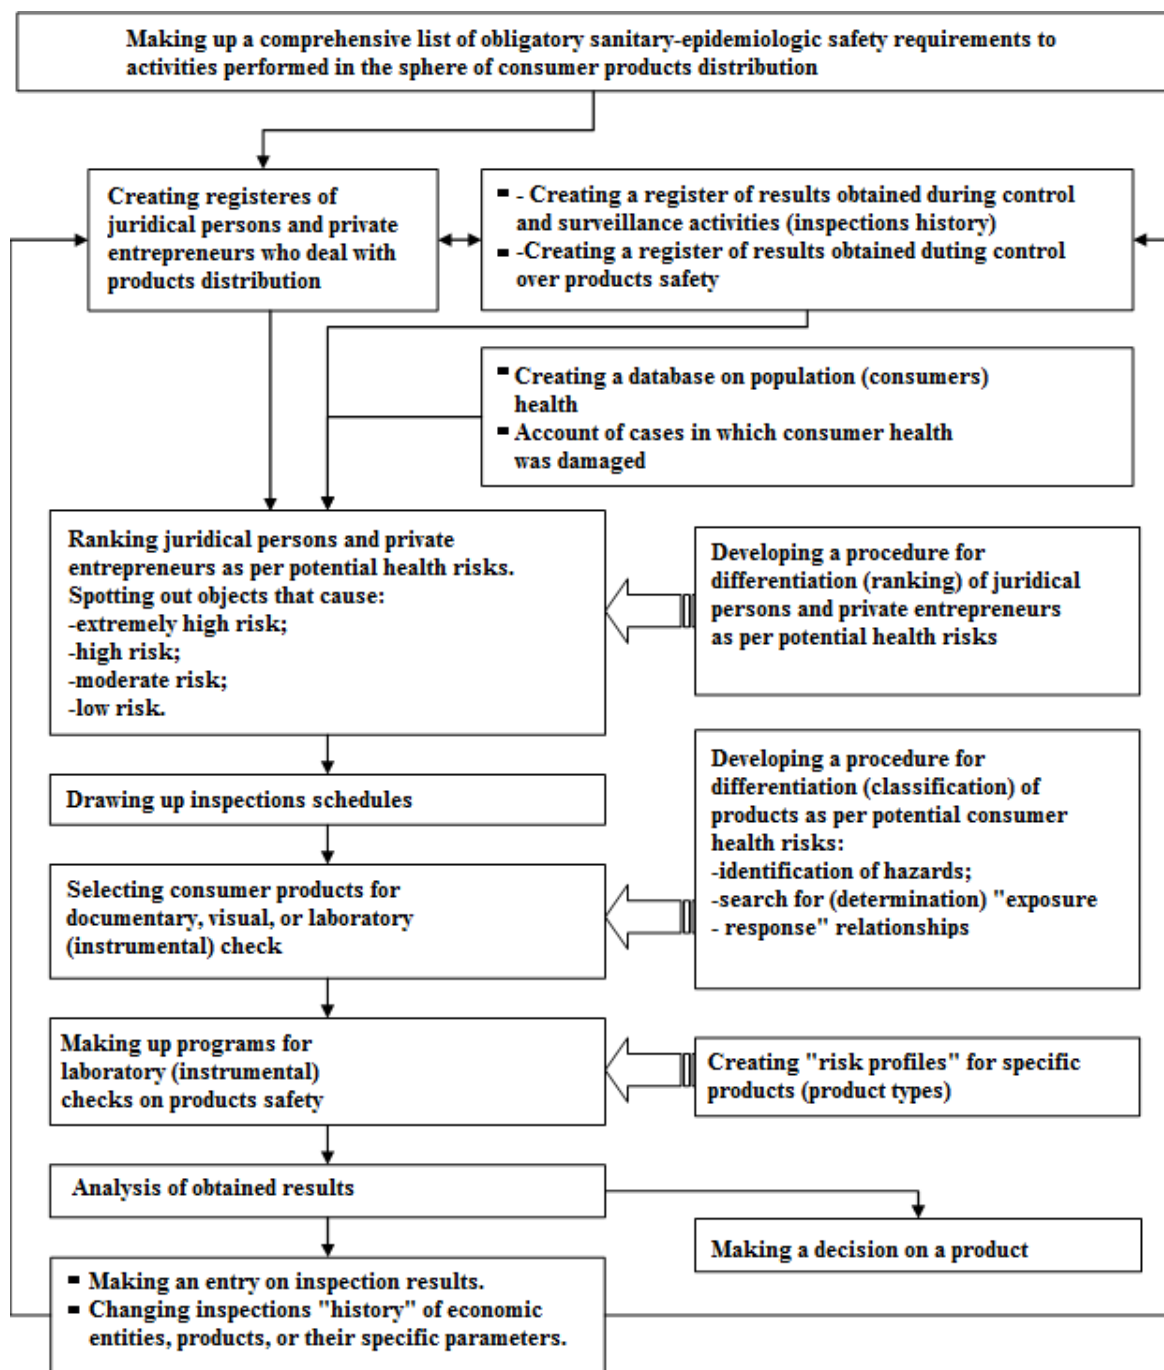 Making up a comprehensive list of obligatory sanitary-epidemiologic safety requirements to
activities performed in the sphere of consumer products distribution
Creating registeres of
juridical persons and private
entrepreneurs who deal with
products distribution
- Creating a register of results obtained during control
and surveillance activities (inspections history)
-Creating a register of results obtained duting control
over products safety
Creating a database on population (consumers)
health
Account of cases in which consumer health
was damaged
Ranking juridical persons and private
entrepreneurs as per potential health risks.
Spotting out objects that cause:
-extremely high risk;
-high risk;
-moderate risk;
-low risk.
Developing a procedure for
differentiation (ranking) of juridical
persons and private entrepreneurs
as per potential health risks
Drawing up inspections schedules
Developing a procedure for
differentiation (classification) of
products as per potential consumer
health risks:
-identification of hazards;
-search for (determination) "exposure
- response" relationships
Selecting consumer products for
documentary, visual, or laboratory
(instrumental) check
Making up programs for
laboratory (instrumental)
checks on products safety
Creating "risk profiles" for specific
products (product types)
Analysis of obtained results
Making a decision on a product
Making an entry on inspection results.
Changing inspections "history" of economic
entities, products, or their specific parameters.